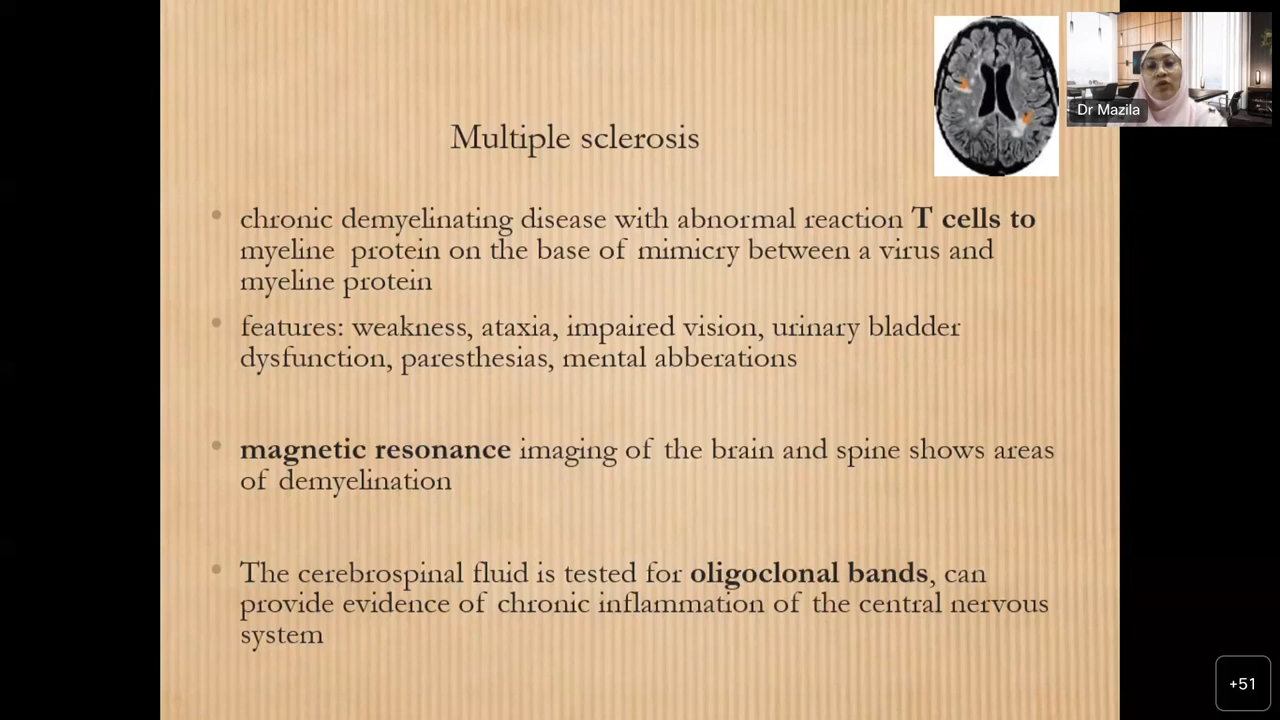 Dr Mazila
Multiple sclerosis
• chronic demyelinating disease with abnormal reaction T cells to
myeline protein on the base of mimicry between a virus and
myeline protein
• features: weakness, ataxia, impaired vision, urinary bladder
dysfunction, paresthesias, mental abberations
• magnetic resonance imaging of the brain and spine shows areas
of demyelination
• The cerebrospinal fluid is tested for oligoclonal bands, can
provide evidence of chronic inflammation of the central nervous
system
+51